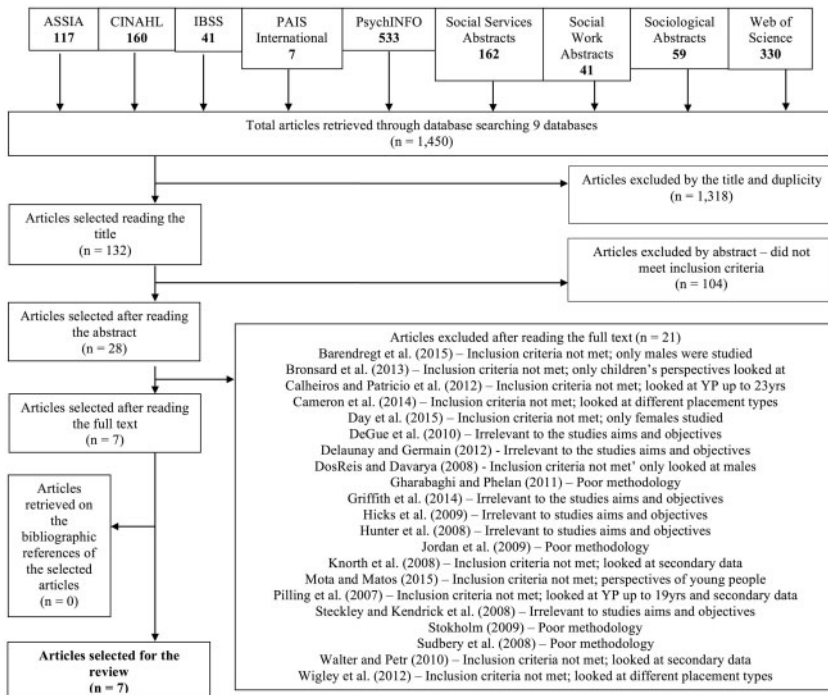 ASSIA
117
CINAHL
160
IBSS
41
PAIS
International
7
PsychINFO
533
Social Services
Abstracts
162
Social
Work
Abstracts
41
Sociological
Abstracts
59
Web of
Science
330
Total articles retrieved through database searching 9 databases
(n = 1,450)
Articles excluded by the title and duplicity
(n = 1,318)
Articles selected reading the
title
(n = 132)
Articles excluded by abstract – did not
meet inclusion criteria
(n = 104)
Articles selected after reading
the abstract
(n = 28)
Articles excluded after reading the full text (n = 21)
Barendregt et al. (2015) – Inclusion criteria not met; only males were studied
Bronsard et al. (2013) – Inclusion criteria not met; only children's perspectives looked at
Calheiros and Patricio et al. (2012) – Inclusion criteria not met; looked at YP up to 23yrs
Cameron et al. (2014) – Inclusion criteria not met; looked at different placement types
Day et al. (2015) – Inclusion criteria not met; only females studied
DeGue et al. (2010) – Irrelevant to the studies aims and objectives
Delaunay and Germain (2012) - Irrelevant to the studies aims and objectives
DosReis and Davarya (2008) - Inclusion criteria not met' only looked at males
Gharabaghi and Phelan (2011) – Poor methodology
Griffith et al. (2014) – Irrelevant to the studies aims and objectives
Hicks et al. (2009) – Irrelevant to studies aims and objectives
Hunter et al. (2008) – Irrelevant to studies aims and objectives
Jordan et al. (2009) – Poor methodology
Knorth et al. (2008) – Inclusion criteria not met; looked at secondary data
Mota and Matos (2015) – Inclusion criteria not met; perspectives of young people
Pilling et al. (2007) – Inclusion criteria not met; looked at YP up to 19yrs and secondary data
Steckley and Kendrick et al. (2008) – Irrelevant to studies aims and objectives
Stokholm (2009) – Poor methodology
Sudbery et al. (2008) – Poor methodology
Walter and Petr (2010) – Inclusion criteria not met; looked at secondary data
Wigley et al. (2012) – Inclusion criteria not met; looked at different placement types
Articles selected after reading
the full text
(n = 7)
Articles
retrieved on
the
bibliographic
references of
the selected
articles
(n = 0)
Articles selected for the
review
(n = 7)